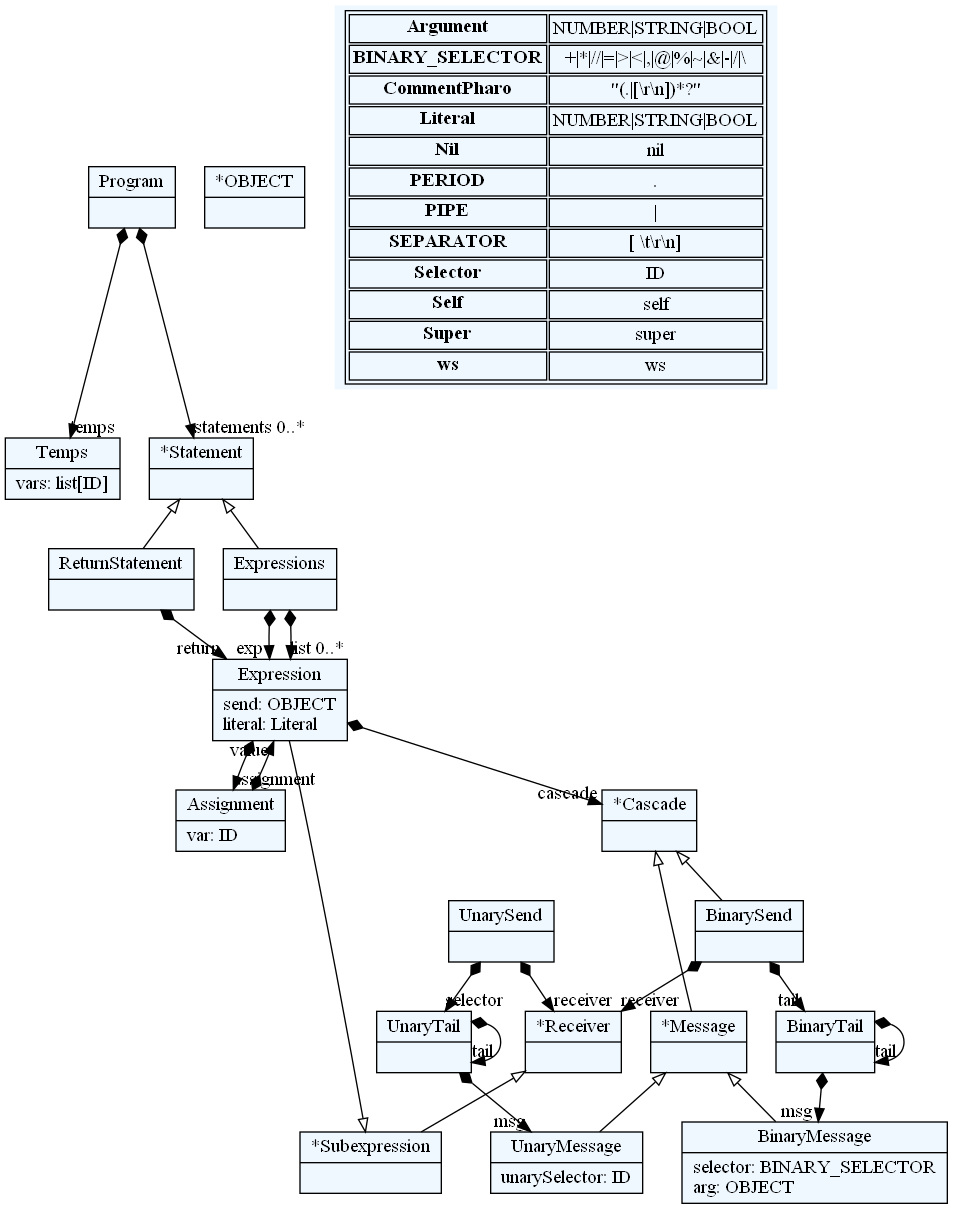 Argument NUMBER|STRING|BOOL
BINARY_SELECTOR +|*|//|=|>|<|,|@|%|~|&|-|/|\
CommentPharo "(.|[\r\n])*?"
Literal NUMBER|STRING|BOOL
Nil nil
PERIOD .
PIPE |
SEPARATOR [ \t\r\n]
Selector ID
Self self
Super super
ws ws
Program
*OBJECT
temps
statements 0..*
Temps
vars: list[ID]
*Statement
ReturnStatement
Expressions
return
exp
list 0..*
Expression
send: OBJECT
literal: Literal
value
assignment
cascade
Assignment
var: ID
*Cascade
UnarySend
BinarySend
selector
receiver
receiver
tail
UnaryTail
*Receiver
*Message
BinaryTail
tail
tail
msg
msg
*Subexpression
UnaryMessage
unarySelector: ID
BinaryMessage
selector: BINARY_SELECTOR
arg: OBJECT